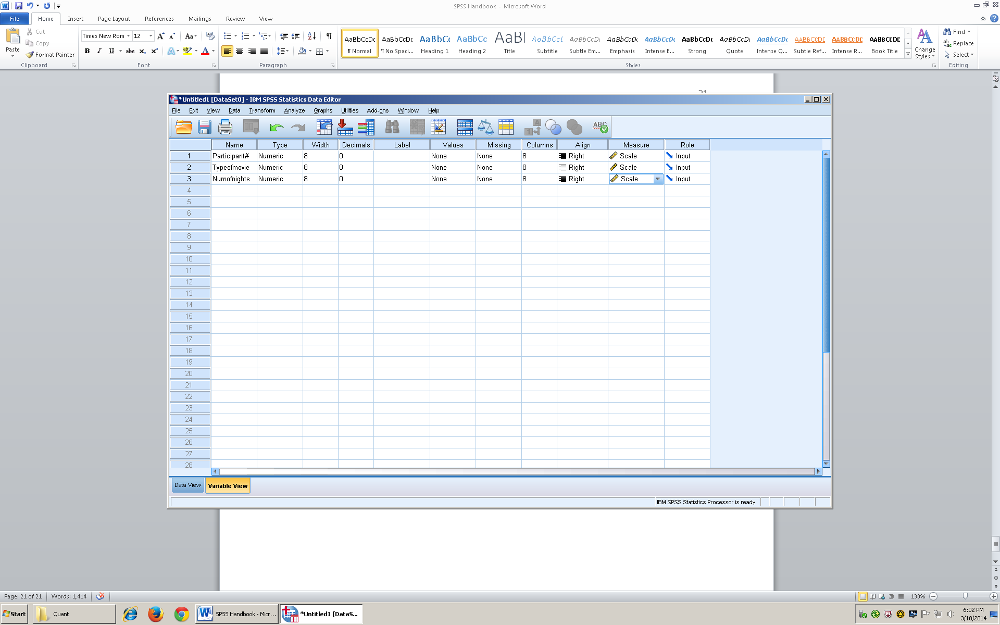 SPSS Handbook - Microsoft Word
File Home Insert Page Layout References Mailings Review View
Paste Cut Copy Format Painter
Times New Rom 12
AaBbCcDc AaBbCcDc AaBbCc AaBbCc AaBl AaBbCcL AaBbCcDc AaBbCcDc AaBbCcDc AaBbCcDc AaBbCcDc AaBbCcDc AaBbCcDc AaBbCcDc AaBbCcDc
¶ Normal ¶ No Spaci... Heading 1 Heading 2 Title Subtitle Subtle Em... Emphasis Intense E... Strong Quote Intense Q... Subtle Ref... Intense R... Book Title
Change Styles
Find Replace Select
Clipboard Font Paragraph Styles Editing
*Untitled1 [DataSet0] - IBM SPSS Statistics Data Editor
File Edit View Data Transform Analyze Graphs Utilities Add-ons Window Help
Name Type Width Decimals Label Values Missing Columns Align Measure Role
1 Participant# Numeric 8 0 None None 8 Right Scale Input
2 Typeofmovie Numeric 8 0 None None 8 Right Scale Input
3 Numofnights Numeric 8 0 None None 8 Right Scale Input
4
5
6
7
8
9
10
11
12
13
14
15
16
17
18
19
20
21
22
23
24
25
26
27
28
Data View Variable View
IBM SPSS Statistics Processor is ready
Page: 21 of 21 Words: 1,414 130%
Start Quant SPSS Handbook - Micr... *Untitled1 [DataS... 6:02 PM
3/18/2014